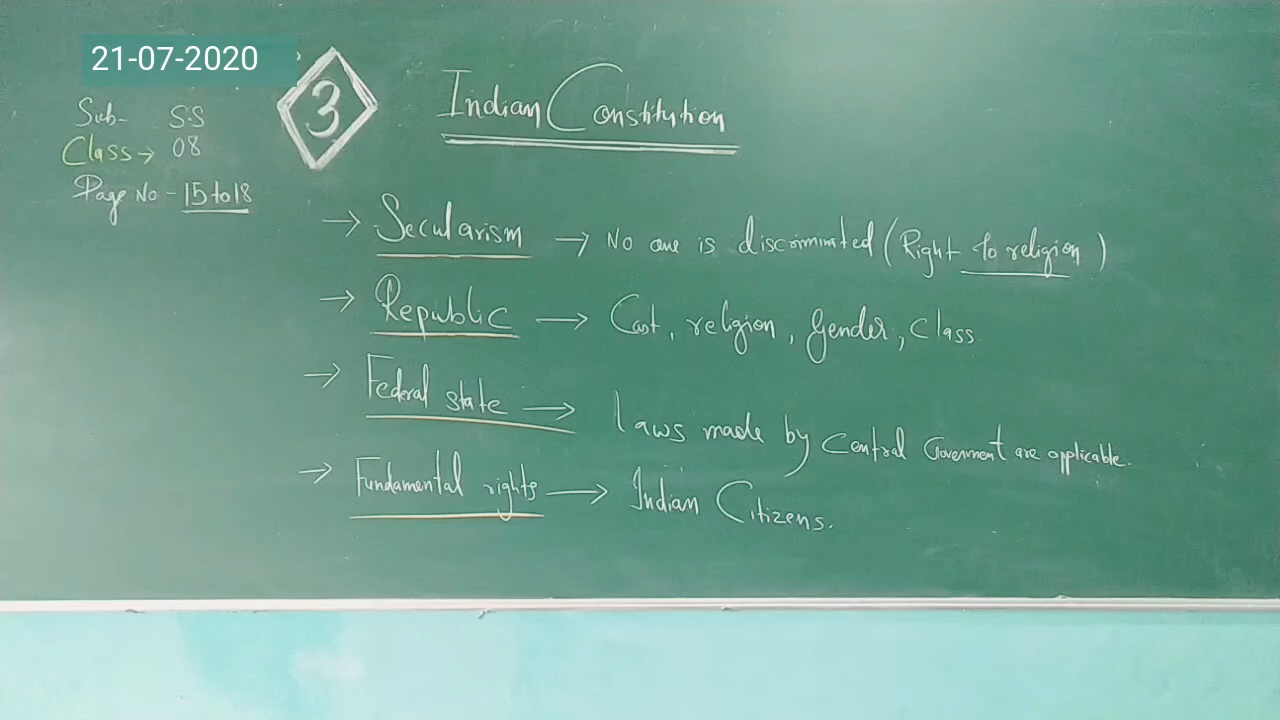 21-07-2020
Sub- S.S
Class → 08
Page No - 15 to 18
3
Indian Constitution
→ Secularism → No one is discriminated (Right to religion)
→ Republic → Cast, religion, Gender, Class
→ Federal state → laws made by Central Government are applicable.
→ Fundamental rights → Indian Citizens.